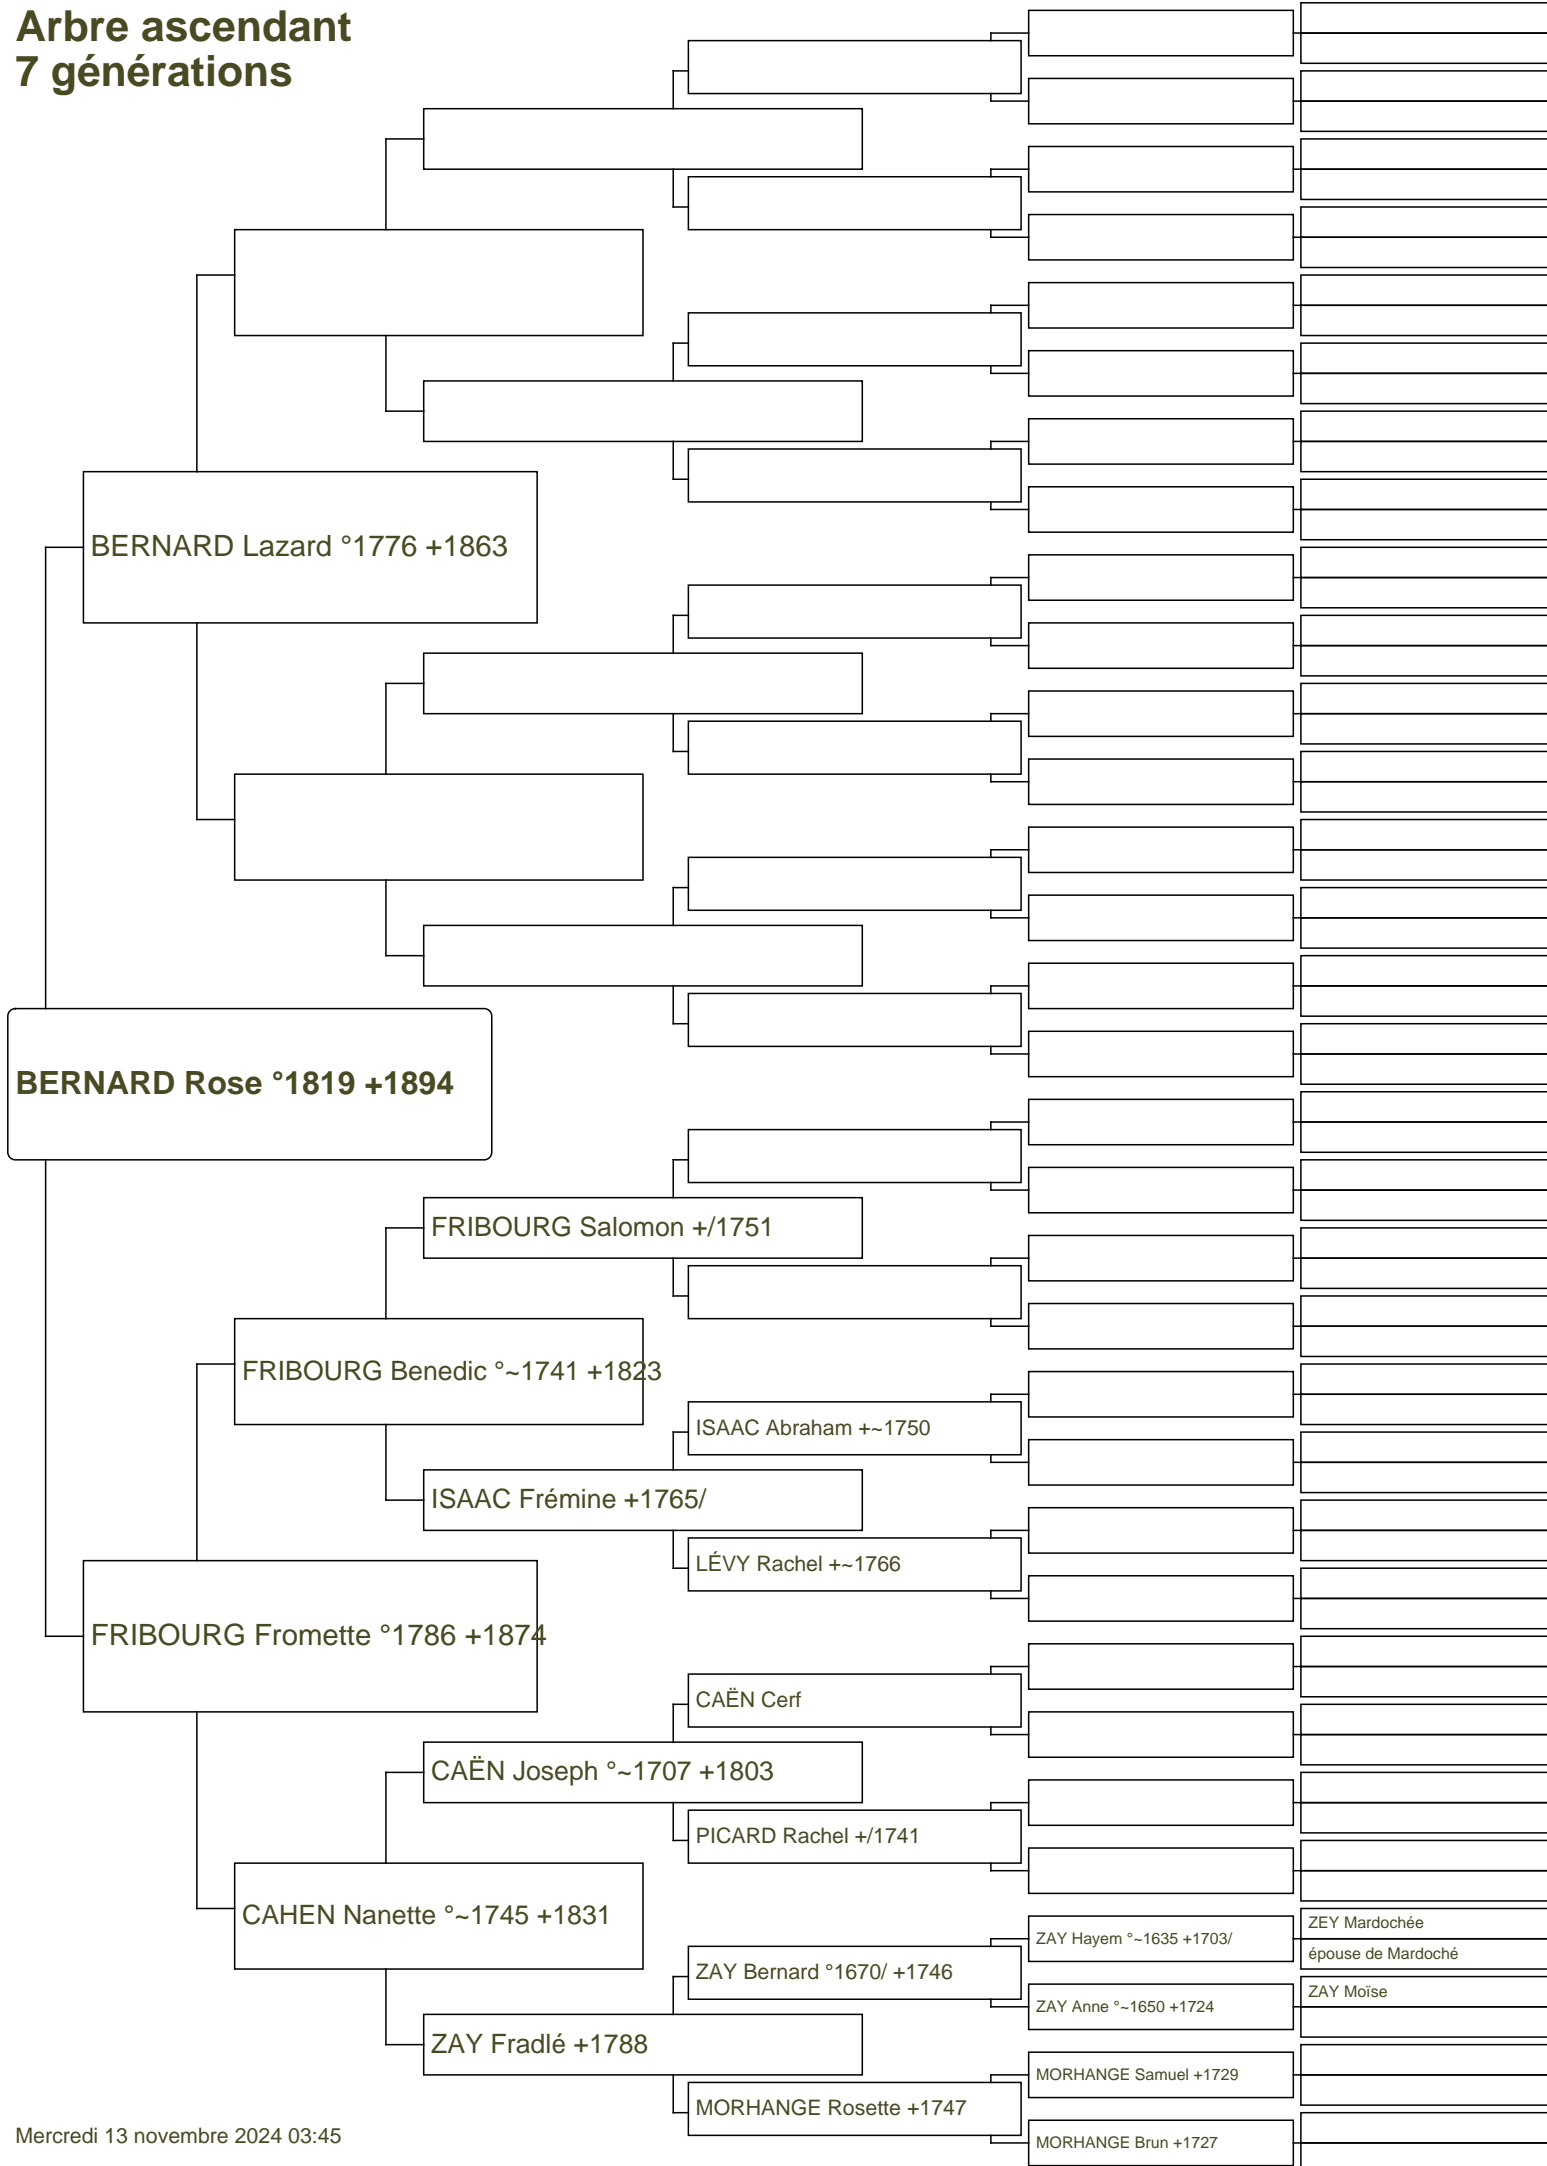 Arbre ascendant
7 générations
BERNARD Lazard °1776 +1863
BERNARD Rose °1819 +1894
FRIBOURG Salomon +/1751
FRIBOURG Benedic °~1741 +1823
ISAAC Abraham +~1750
ISAAC Frémine +1765/
LÉVY Rachel +~1766
FRIBOURG Fromette °1786 +1874
CAËN Cerf
CAËN Joseph °~1707 +1803
PICARD Rachel +/1741
CAHEN Nanette °~1745 +1831
ZEY Mardochée
ZAY Hayem °~1635 +1703/
épouse de Mardoché
ZAY Bernard °1670/ +1746
ZAY Moïse
ZAY Anne °~1650 +1724
ZAY Fradlé +1788
MORHANGE Samuel +1729
MORHANGE Rosette +1747
MORHANGE Brun +1727
Mercredi 13 novembre 2024 03:45